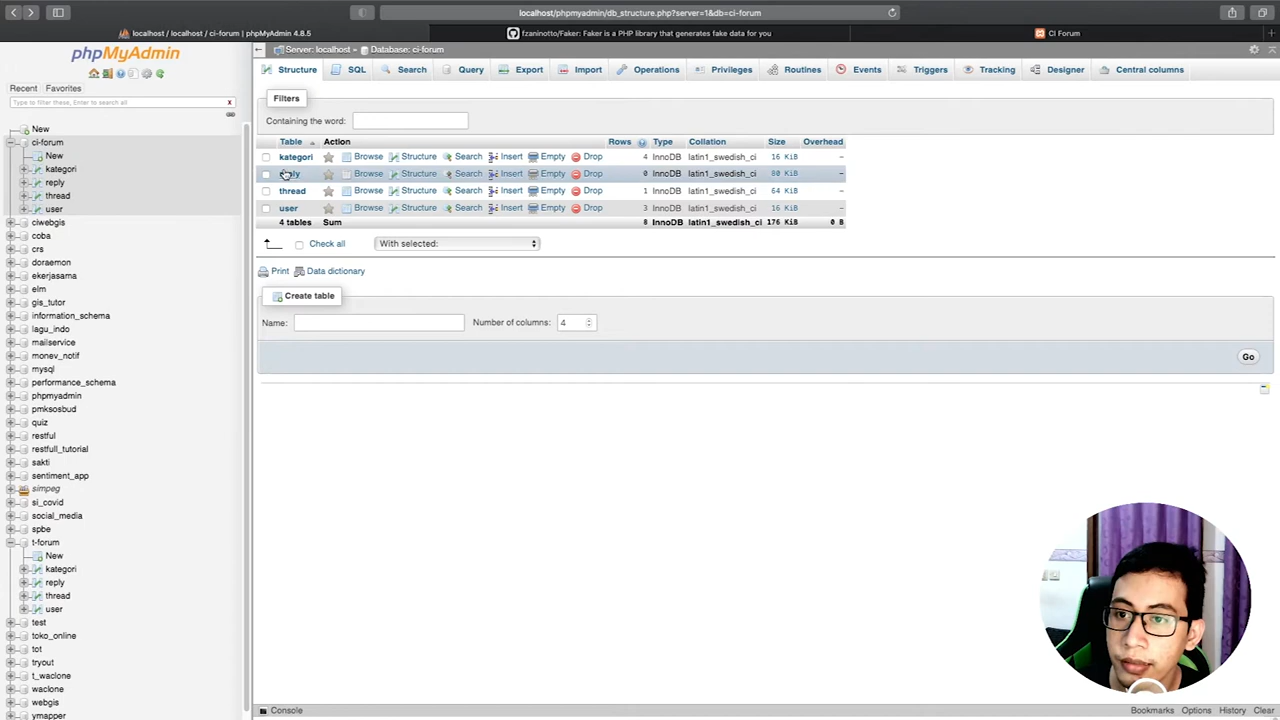 localhost/phpmyadmin/db_structure.php?server=1&db=ci-forum
localhost / localhost / ci-forum | phpMyAdmin 4.8.5
fzaninotto/Faker: Faker is a PHP library that generates fake data for you
CI Forum
phpMyAdmin
Recent Favorites
Type to filter these, Enter to search all X
New
ci-forum
New
kategori
reply
thread
user
ciwebgis
coba
crs
doraemon
ekerjasama
elm
gis_tutor
information_schema
lagu_indo
mailservice
monev_notif
mysql
performance_schema
phpmyadmin
pmksosbud
quiz
restful
restfull_tutorial
sakti
sentiment_app
simpeg
si_covid
social_media
spbe
t-forum
New
kategori
reply
thread
user
test
toko_online
tot
tryout
t_waclone
waclone
webgis
ymapper
Server: localhost » Database: ci-forum
Structure SQL Search Query Export Import Operations Privileges Routines Events Triggers Tracking Designer Central columns
Filters
Containing the word:
Table Action Rows Type Collation Size Overhead
kategori Browse Structure Search Insert Empty Drop 4 InnoDB latin1_swedish_ci 16 KiB –
Browse Structure Search Insert Empty Drop 0 InnoDB latin1_swedish_ci 80 KiB –
thread Browse Structure Search Insert Empty Drop 1 InnoDB latin1_swedish_ci 64 KiB –
user Browse Structure Search Insert Empty Drop 3 InnoDB latin1_swedish_ci 16 KiB –
4 tables Sum 8 InnoDB latin1_swedish_ci 176 KiB 0 B
Check all With selected:
Print Data dictionary
Create table
Name: Number of columns: 4
Go
Console Bookmarks Options History Clear